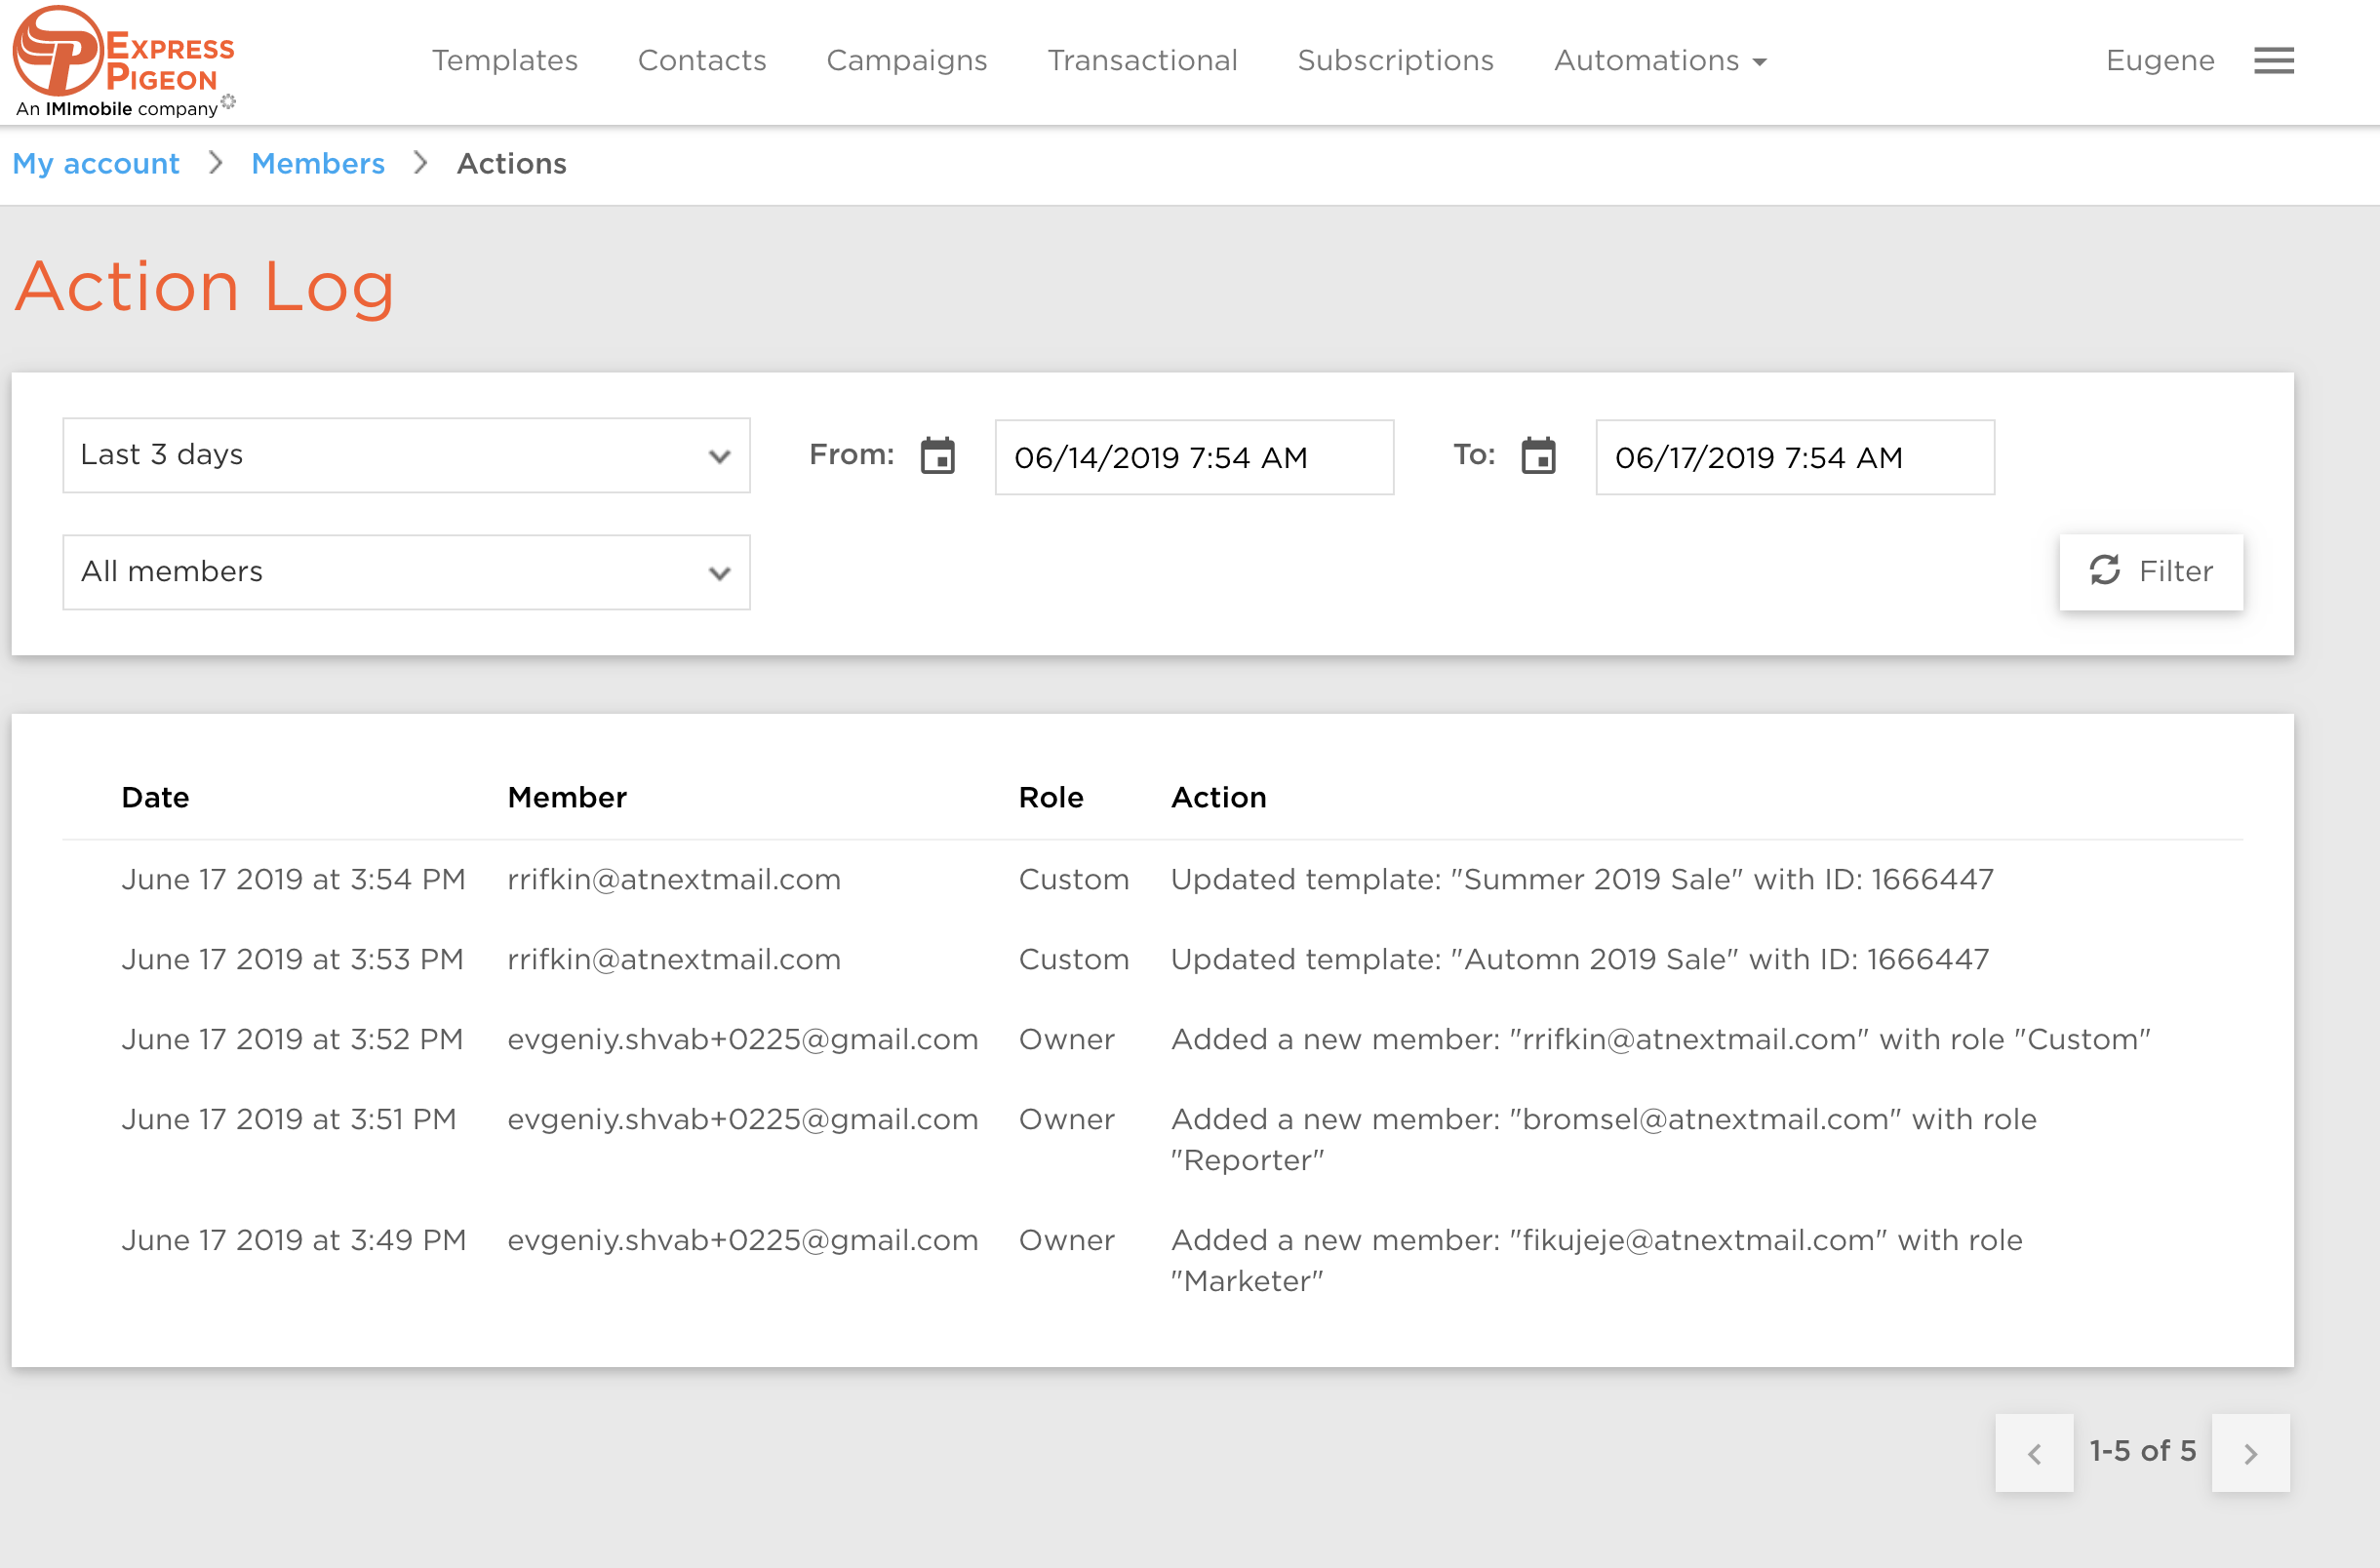 EXPRESS
PIGEON
An IMImobile company
Templates Contacts Campaigns Transactional Subscriptions Automations Eugene
My account Members Actions
Action Log
Last 3 days From: 06/14/2019 7:54 AM To: 06/17/2019 7:54 AM
All members Filter
Date Member Role Action
June 17 2019 at 3:54 PM rrifkin@atnextmail.com Custom Updated template: "Summer 2019 Sale" with ID: 1666447
June 17 2019 at 3:53 PM rrifkin@atnextmail.com Custom Updated template: "Automn 2019 Sale" with ID: 1666447
June 17 2019 at 3:52 PM evgeniy.shvab+0225@gmail.com Owner Added a new member: "rrifkin@atnextmail.com" with role "Custom"
June 17 2019 at 3:51 PM evgeniy.shvab+0225@gmail.com Owner Added a new member: "bromsel@atnextmail.com" with role
"Reporter"
June 17 2019 at 3:49 PM evgeniy.shvab+0225@gmail.com Owner Added a new member: "fikujeje@atnextmail.com" with role
"Marketer"
1-5 of 5